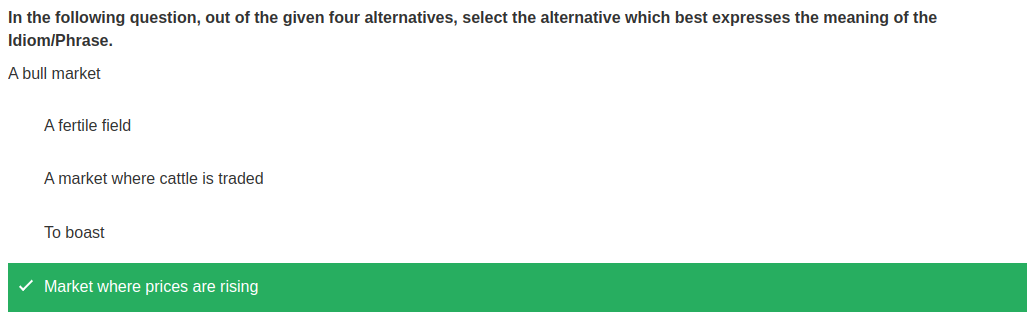 In the following question, out of the given four alternatives, select the alternative which best expresses the meaning of the
Idiom/Phrase.
A bull market
A fertile field
A market where cattle is traded
To boast
Market where prices are rising